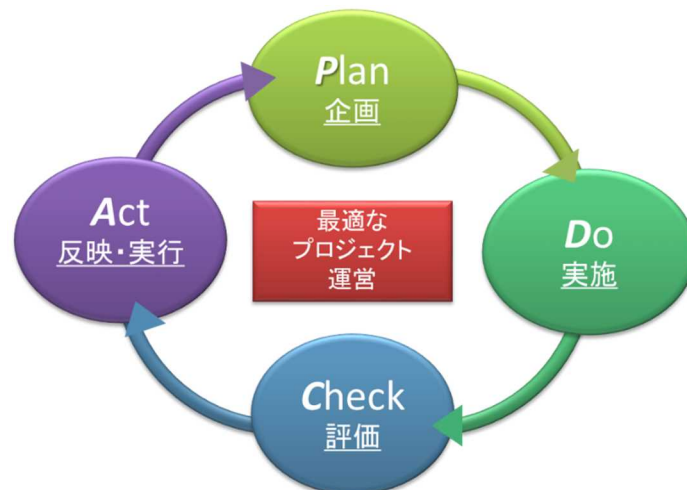 Plan
企画
Act
反映・実行
最適な
プロジェクト
運営
Do
実施
Check
評価